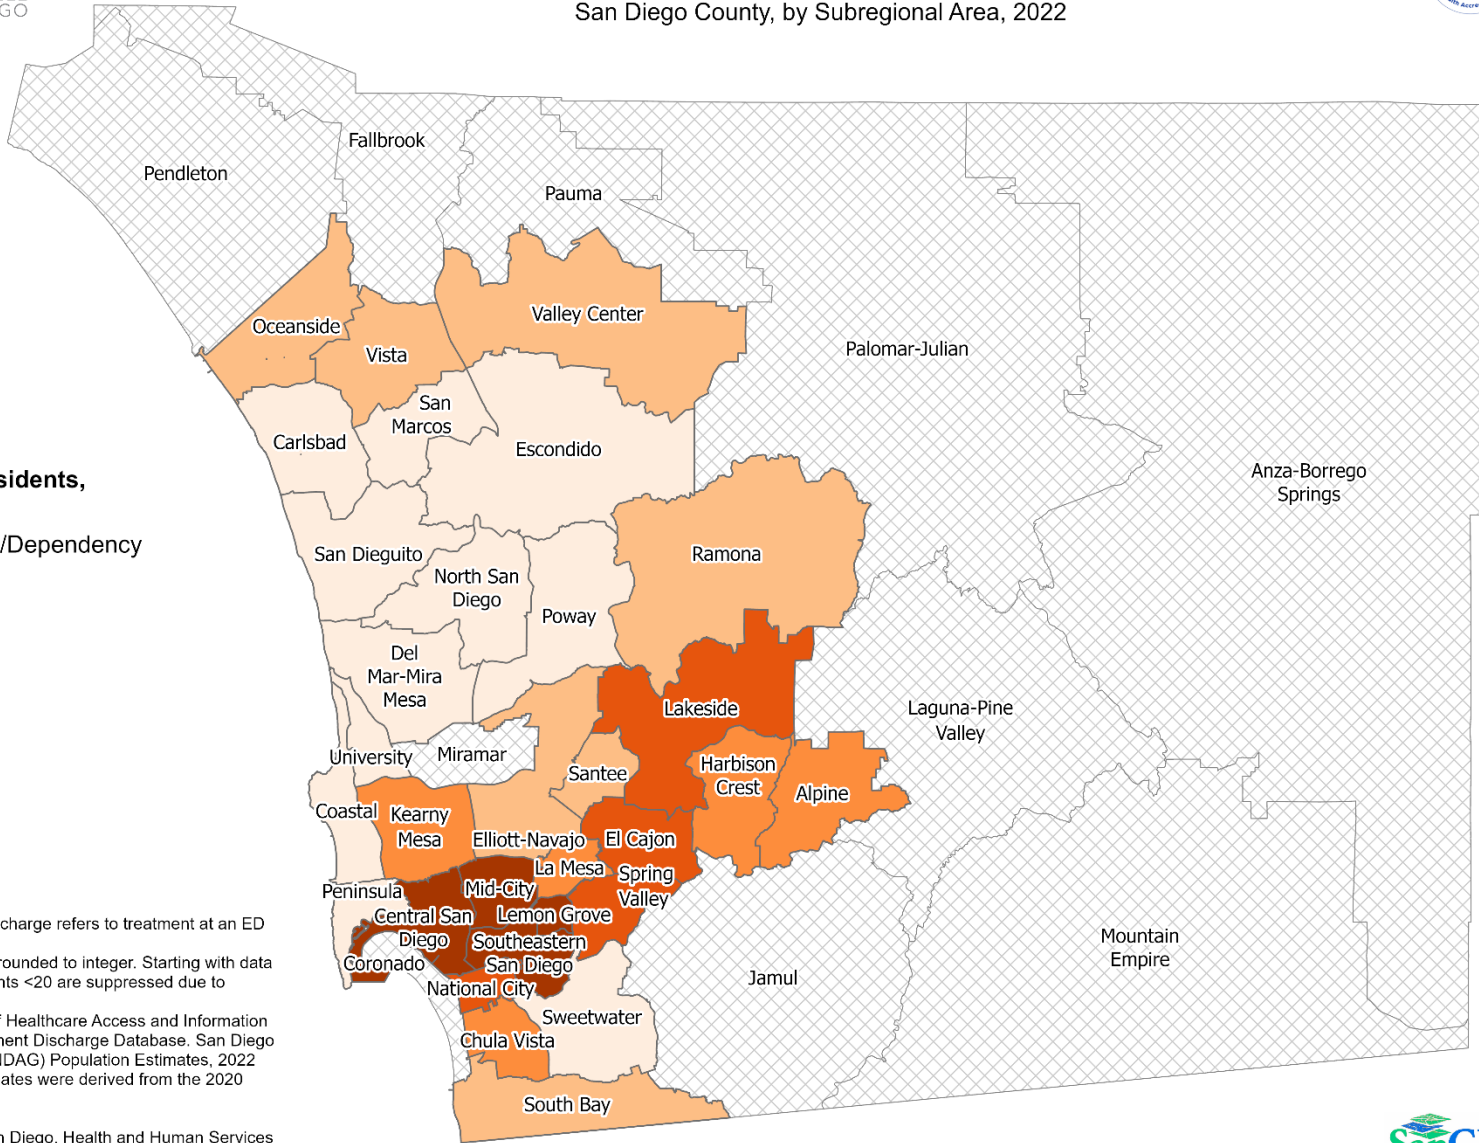 GO
San Diego County, by Subregional Area, 2022
Fallbrook
Pendleton
Pauma
Valley Center
Oceanside
Vista
Palomar-Julian
San
Marcos
Carlsbad
Escondido
Anza-Borrego
Springs
sidents,
/Dependency
San Dieguito
Ramona
North San
Diego
Poway
Del
Mar-Mira
Mesa
Lakeside
Laguna-Pine
Valley
University
Miramar
Harbison
Crest
Santee
Alpine
Coastal
Kearny
Mesa
Elliott-Navajo
El Cajon
La Mesa
Spring
Valley
Peninsula
Mid-City
Central San
Diego
Lemon Grove
Southeastern
San Diego
Coronado
National City
Mountain
Empire
Jamul
Sweetwater
Chula Vista
South Bay
charge refers to treatment at an ED
rounded to integer. Starting with data
nts <20 are suppressed due to
f Healthcare Access and Information
nent Discharge Database. San Diego
NDAG) Population Estimates, 2022
ates were derived from the 2020
n Diego, Health and Human Services